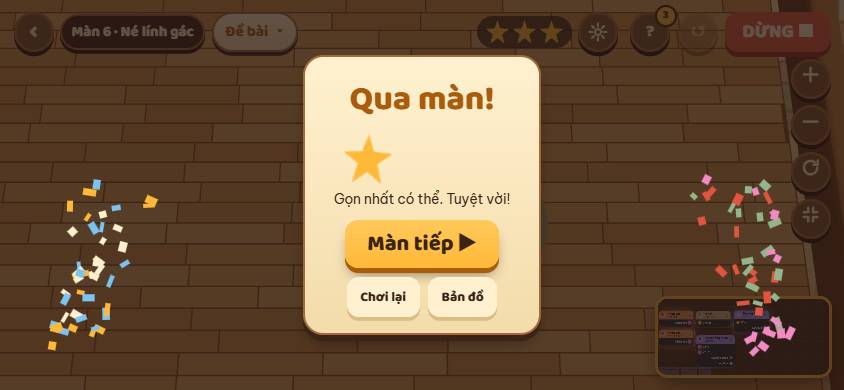 Màn 6 · Né lính gác
Đề bài
?
3
DỪNG
Qua màn!
Gọn nhất có thể. Tuyệt vời!
Màn tiếp
Chơi lại
Bản đồ